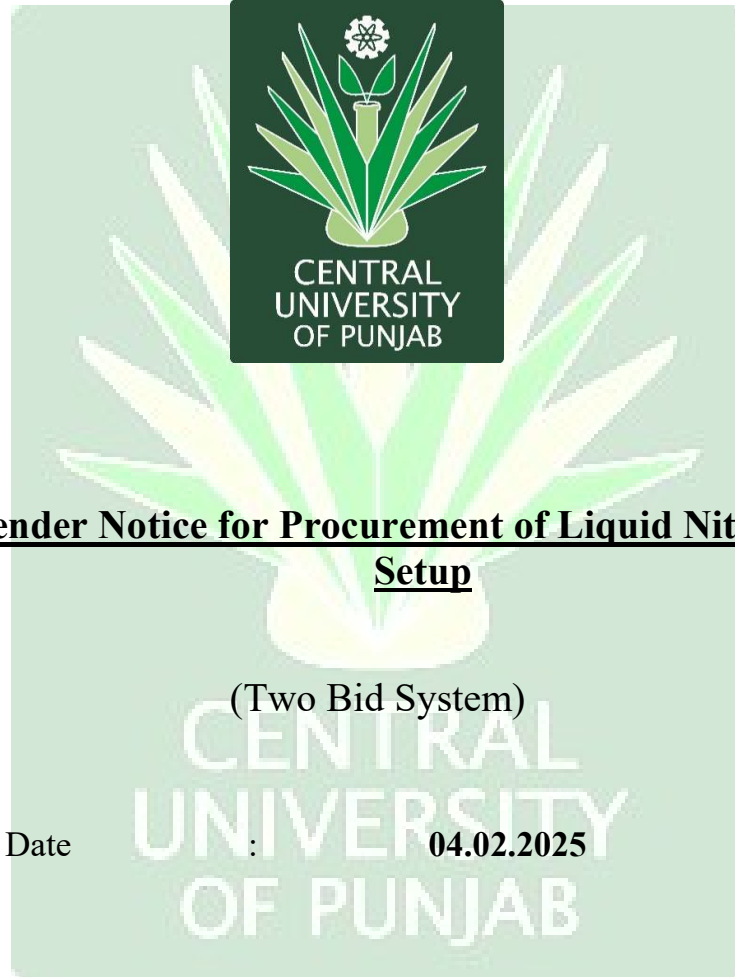 CENTRAL
UNIVERSITY
OF PUNJAB
ender Notice for Procurement of Liquid Nit
Setup
(Two Bid System)
CENTRAL
UNIVERSITY
Date : 04.02.2025
OF PUNJAB